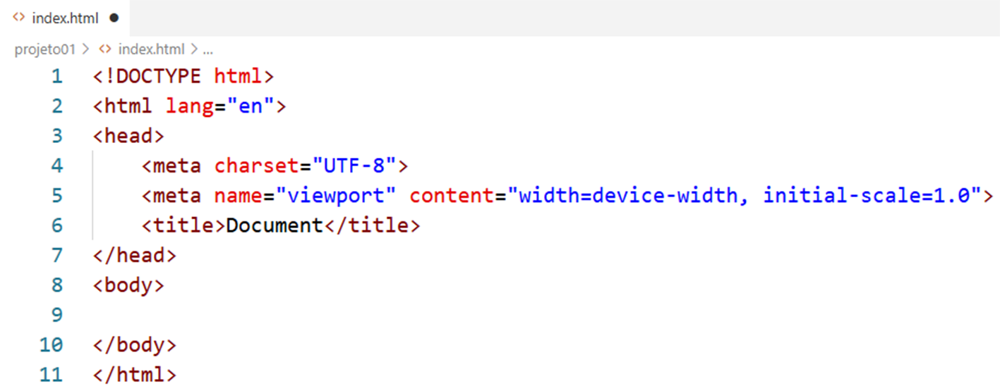 <> index.html ●
projeto01 > <> index.html > ...
1 <!DOCTYPE html>
2 <html lang="en">
3 <head>
4     <meta charset="UTF-8">
5     <meta name="viewport" content="width=device-width, initial-scale=1.0">
6     <title>Document</title>
7 </head>
8 <body>
9
10 </body>
11 </html>